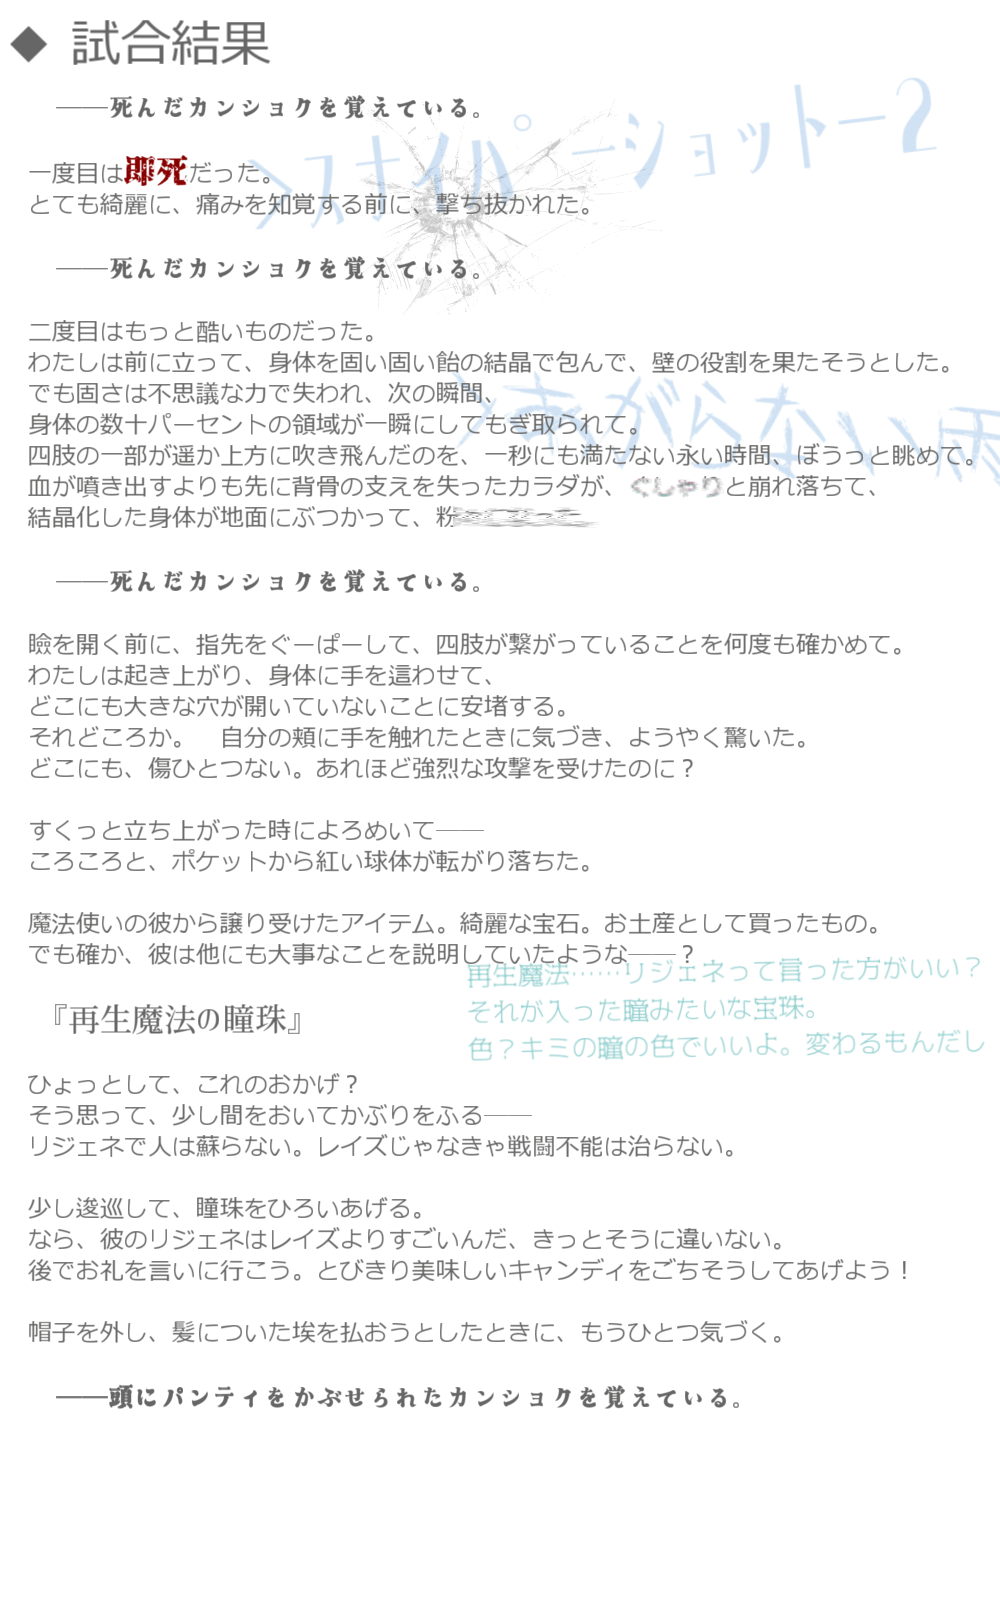 ◆ 試合結果
――死んだカンショクを覚えている。
>スナイパーショットー2
一度目は即死だった。
とても綺麗に、痛みを知覚する前に、撃ち抜かれた。
――死んだカンショクを覚えている。
二度目はもっと酷いものだった。
わたしは前に立って、身体を固い固い飴の結晶で包んで、壁の役割を果たそうとした。
でも固さは不思議な力で失われ、次の瞬間、
>あがらない雨
身体の数十パーセントの領域が一瞬にしてもぎ取られて。
四肢の一部が遥か上方に吹き飛んだのを、一秒にも満たない永い時間、ぼうっと眺めて。
血が噴き出すよりも先に背骨の支えを失ったカラダが、ぐしゃりと崩れ落ちて、
結晶化した身体が地面にぶつかって、粉
――死んだカンショクを覚えている。
瞼を開く前に、指先をぐーぱーして、四肢が繋がっていることを何度も確かめて。
わたしは起き上がり、身体に手を這わせて、
どこにも大きな穴が開いていないことに安堵する。
それどころか。　自分の頬に手を触れたときに気づき、ようやく驚いた。
どこにも、傷ひとつない。あれほど強烈な攻撃を受けたのに？
すくっと立ち上がった時によろめいて――
ころころと、ポケットから紅い球体が転がり落ちた。
魔法使いの彼から譲り受けたアイテム。綺麗な宝石。お土産として買ったもの。
でも確か、彼は他にも大事なことを説明していたような――？
再生魔法……リジェネって言った方がいい？
それが入った瞳みたいな宝珠。
色？キミの瞳の色でいいよ。変わるもんだし
『再生魔法の瞳珠』
ひょっとして、これのおかげ？
そう思って、少し間をおいてかぶりをふる――
リジェネで人は蘇らない。レイズじゃなきゃ戦闘不能は治らない。
少し逡巡して、瞳珠をひろいあげる。
なら、彼のリジェネはレイズよりすごいんだ、きっとそうに違いない。
後でお礼を言いに行こう。とびきり美味しいキャンディをごちそうしてあげよう！
帽子を外し、髪についた埃を払おうとしたときに、もうひとつ気づく。
――頭にパンティをかぶせられたカンショクを覚えている。